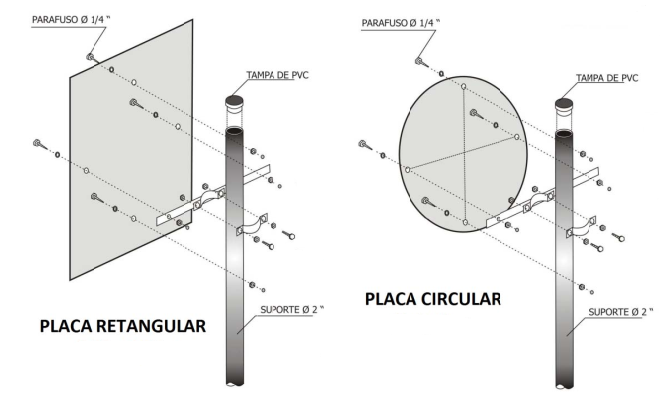 PARAFUSO Ø 1/4 "
TAMPA DE PVC
SUPORTE Ø 2 "
PLACA RETANGULAR
PARAFUSO Ø 1/4 "
TAMPA DE PVC
PLACA CIRCULAR
SUPORTE Ø 2 "